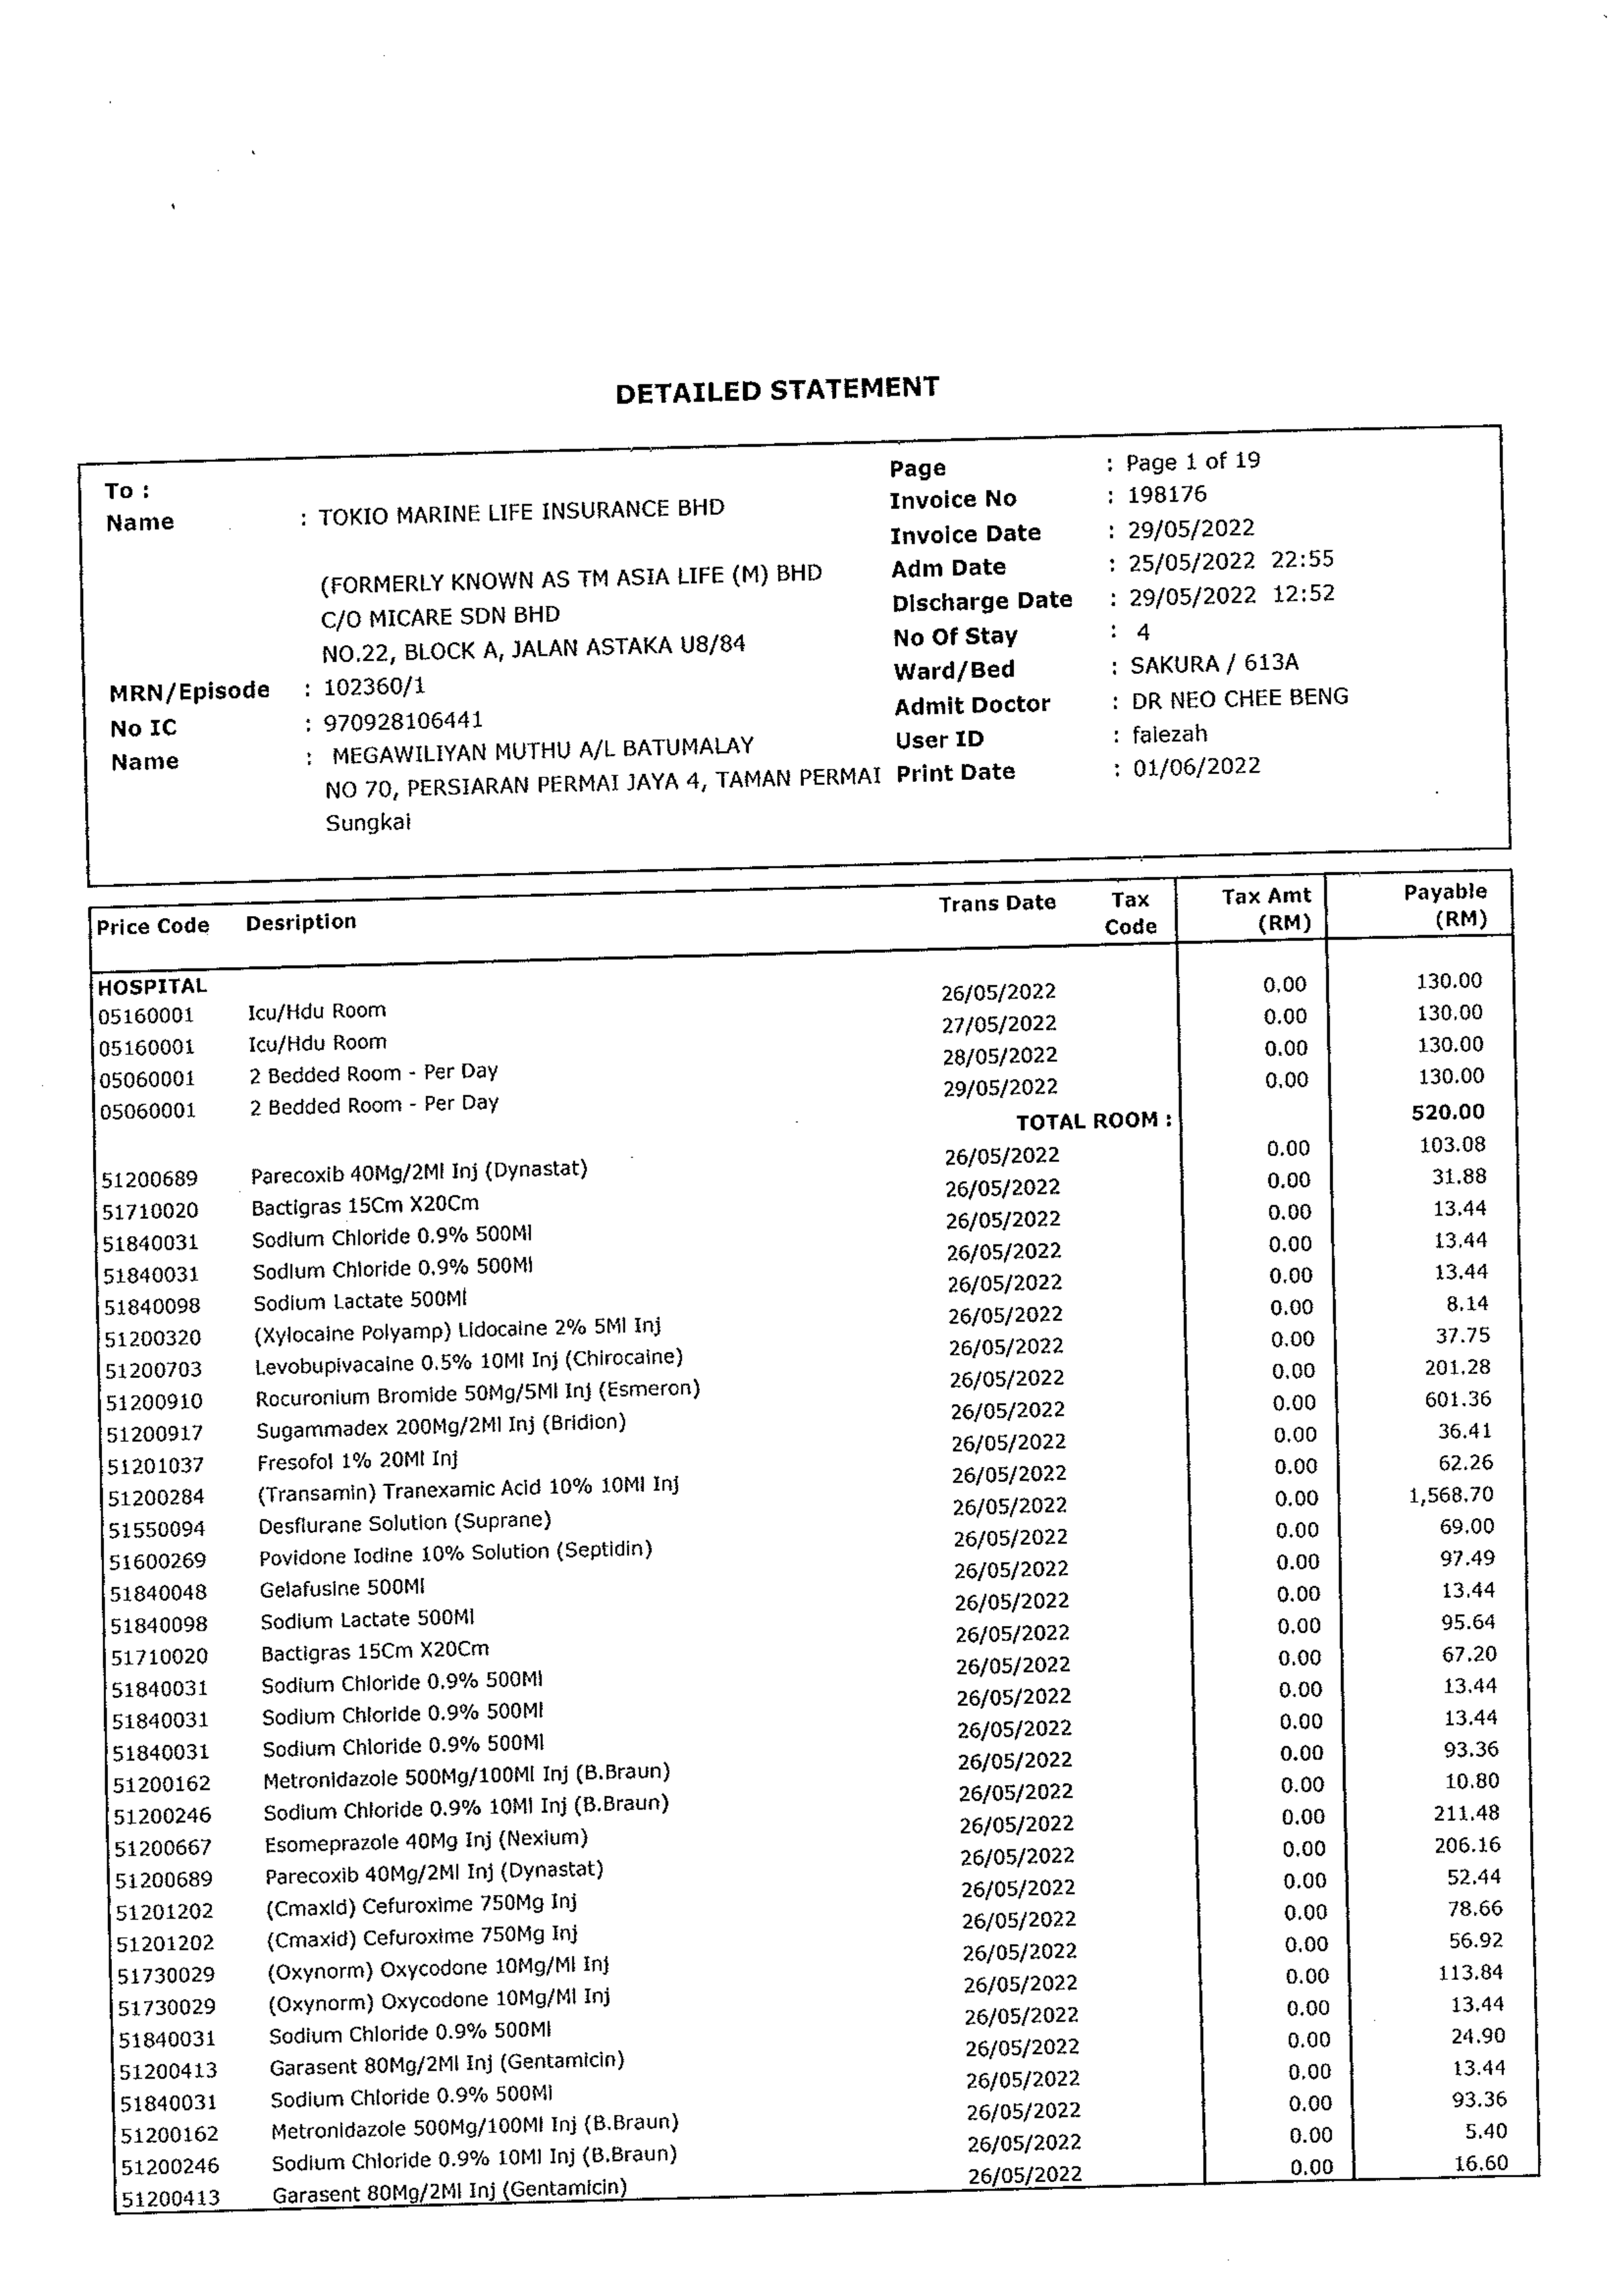 DETAILED STATEMENT
To :
Name : TOKIO MARINE LIFE INSURANCE BHD
(FORMERLY KNOWN AS TM ASIA LIFE (M) BHD
C/O MICARE SDN BHD
NO.22, BLOCK A, JALAN ASTAKA U8/84
MRN/Episode : 102360/1
No IC : 970928106441
Name : MEGAWILIYAN MUTHU A/L BATUMALAY
NO 70, PERSIARAN PERMAI JAYA 4, TAMAN PERMAI
Sungkai
Page : Page 1 of 19
Invoice No : 198176
Invoice Date : 29/05/2022
Adm Date : 25/05/2022 22:55
Discharge Date : 29/05/2022 12:52
No Of Stay : 4
Ward/Bed : SAKURA / 613A
Admit Doctor : DR NEO CHEE BENG
User ID : faiezah
Print Date : 01/06/2022
Price Code Desription Trans Date Tax Code Tax Amt (RM) Payable (RM)
HOSPITAL
05160001 Icu/Hdu Room 26/05/2022 0.00 130.00
05160001 Icu/Hdu Room 27/05/2022 0.00 130.00
05060001 2 Bedded Room - Per Day 28/05/2022 0.00 130.00
05060001 2 Bedded Room - Per Day 29/05/2022 0.00 130.00
TOTAL ROOM : 520.00
51200689 Parecoxib 40Mg/2Ml Inj (Dynastat) 26/05/2022 0.00 103.08
51710020 Bactigras 15Cm X20Cm 26/05/2022 0.00 31.88
51840031 Sodium Chloride 0.9% 500Ml 26/05/2022 0.00 13.44
51840031 Sodium Chloride 0.9% 500Ml 26/05/2022 0.00 13.44
51840098 Sodium Lactate 500Ml 26/05/2022 0.00 13.44
51200320 (Xylocaine Polyamp) Lidocaine 2% 5Ml Inj 26/05/2022 0.00 8.14
51200703 Levobupivacaine 0.5% 10Ml Inj (Chirocaine) 26/05/2022 0.00 37.75
51200910 Rocuronium Bromide 50Mg/5Ml Inj (Esmeron) 26/05/2022 0.00 201.28
51200917 Sugammadex 200Mg/2Ml Inj (Bridion) 26/05/2022 0.00 601.36
51201037 Fresofol 1% 20Ml Inj 26/05/2022 0.00 36.41
51200284 (Transamin) Tranexamic Acid 10% 10Ml Inj 26/05/2022 0.00 62.26
51550094 Desflurane Solution (Suprane) 26/05/2022 0.00 1,568.70
51600269 Povidone Iodine 10% Solution (Septidin) 26/05/2022 0.00 69.00
51840048 Gelafusine 500Ml 26/05/2022 0.00 97.49
51840098 Sodium Lactate 500Ml 26/05/2022 0.00 13.44
51710020 Bactigras 15Cm X20Cm 26/05/2022 0.00 95.64
51840031 Sodium Chloride 0.9% 500Ml 26/05/2022 0.00 67.20
51840031 Sodium Chloride 0.9% 500Ml 26/05/2022 0.00 13.44
51840031 Sodium Chloride 0.9% 500Ml 26/05/2022 0.00 13.44
51200162 Metronidazole 500Mg/100Ml Inj (B.Braun) 26/05/2022 0.00 93.36
51200246 Sodium Chloride 0.9% 10Ml Inj (B.Braun) 26/05/2022 0.00 10.80
51200667 Esomeprazole 40Mg Inj (Nexium) 26/05/2022 0.00 211.48
51200689 Parecoxib 40Mg/2Ml Inj (Dynastat) 26/05/2022 0.00 206.16
51201202 (Cmaxid) Cefuroxime 750Mg Inj 26/05/2022 0.00 52.44
51201202 (Cmaxid) Cefuroxime 750Mg Inj 26/05/2022 0.00 78.66
51730029 (Oxynorm) Oxycodone 10Mg/Ml Inj 26/05/2022 0.00 56.92
51730029 (Oxynorm) Oxycodone 10Mg/Ml Inj 26/05/2022 0.00 113.84
51840031 Sodium Chloride 0.9% 500Ml 26/05/2022 0.00 13.44
51200413 Garasent 80Mg/2Ml Inj (Gentamicin) 26/05/2022 0.00 24.90
51840031 Sodium Chloride 0.9% 500Ml 26/05/2022 0.00 13.44
51200162 Metronidazole 500Mg/100Ml Inj (B.Braun) 26/05/2022 0.00 93.36
51200246 Sodium Chloride 0.9% 10Ml Inj (B.Braun) 26/05/2022 0.00 5.40
51200413 Garasent 80Mg/2Ml Inj (Gentamicin) 26/05/2022 0.00 16.60